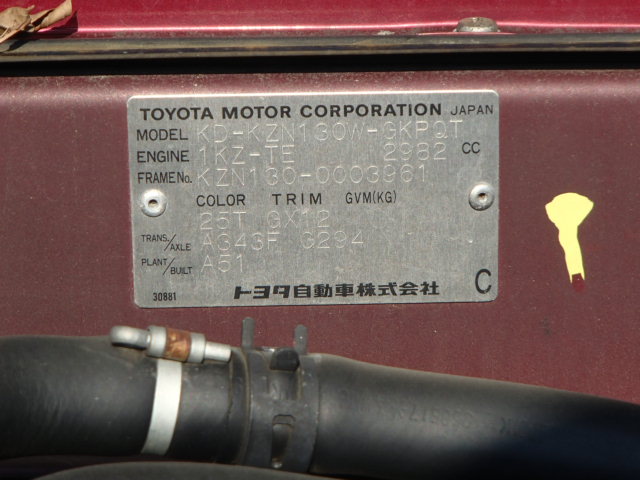 TOYOTA MOTOR CORPORATION JAPAN
MODEL KD-KZN130W-GKPQT
ENGINE 1KZ-TE 2982 CC
FRAME No. KZN130-0003961
COLOR TRIM GVM(KG)
25T GX12
TRANS./AXLE A343F G294
PLANT/BUILT A51
30881 トヨタ自動車株式会社 C